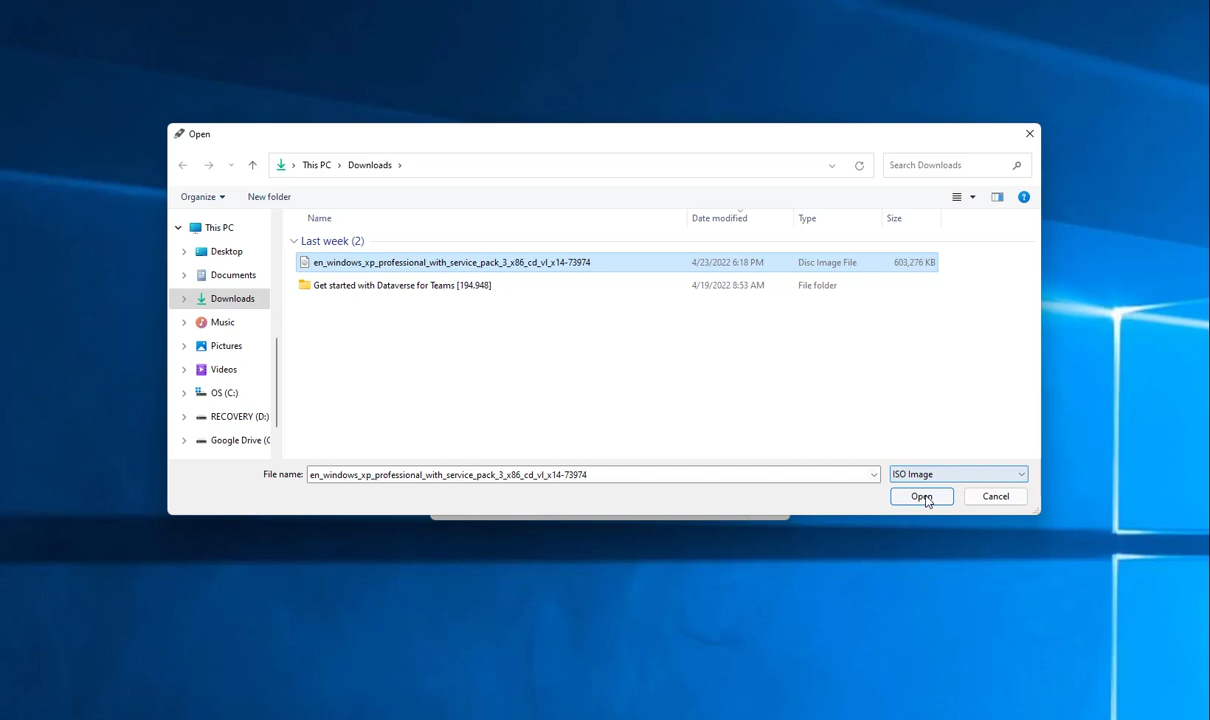 Open
This PC
Downloads
Search Downloads
Organize
New folder
Name
Date modified
Type
Size
This PC
Desktop
Documents
Downloads
Music
Pictures
Videos
OS (C:)
RECOVERY (D:)
Google Drive (G
Last week (2)
en_windows_xp_professional_with_service_pack_3_x86_cd_vl_x14-73974 4/23/2022 6:18 PM Disc Image File 603,276 KB
Get started with Dataverse for Teams [194.948] 4/19/2022 8:53 AM File folder
File name: en_windows_xp_professional_with_service_pack_3_x86_cd_vl_x14-73974 ISO Image
Open Cancel